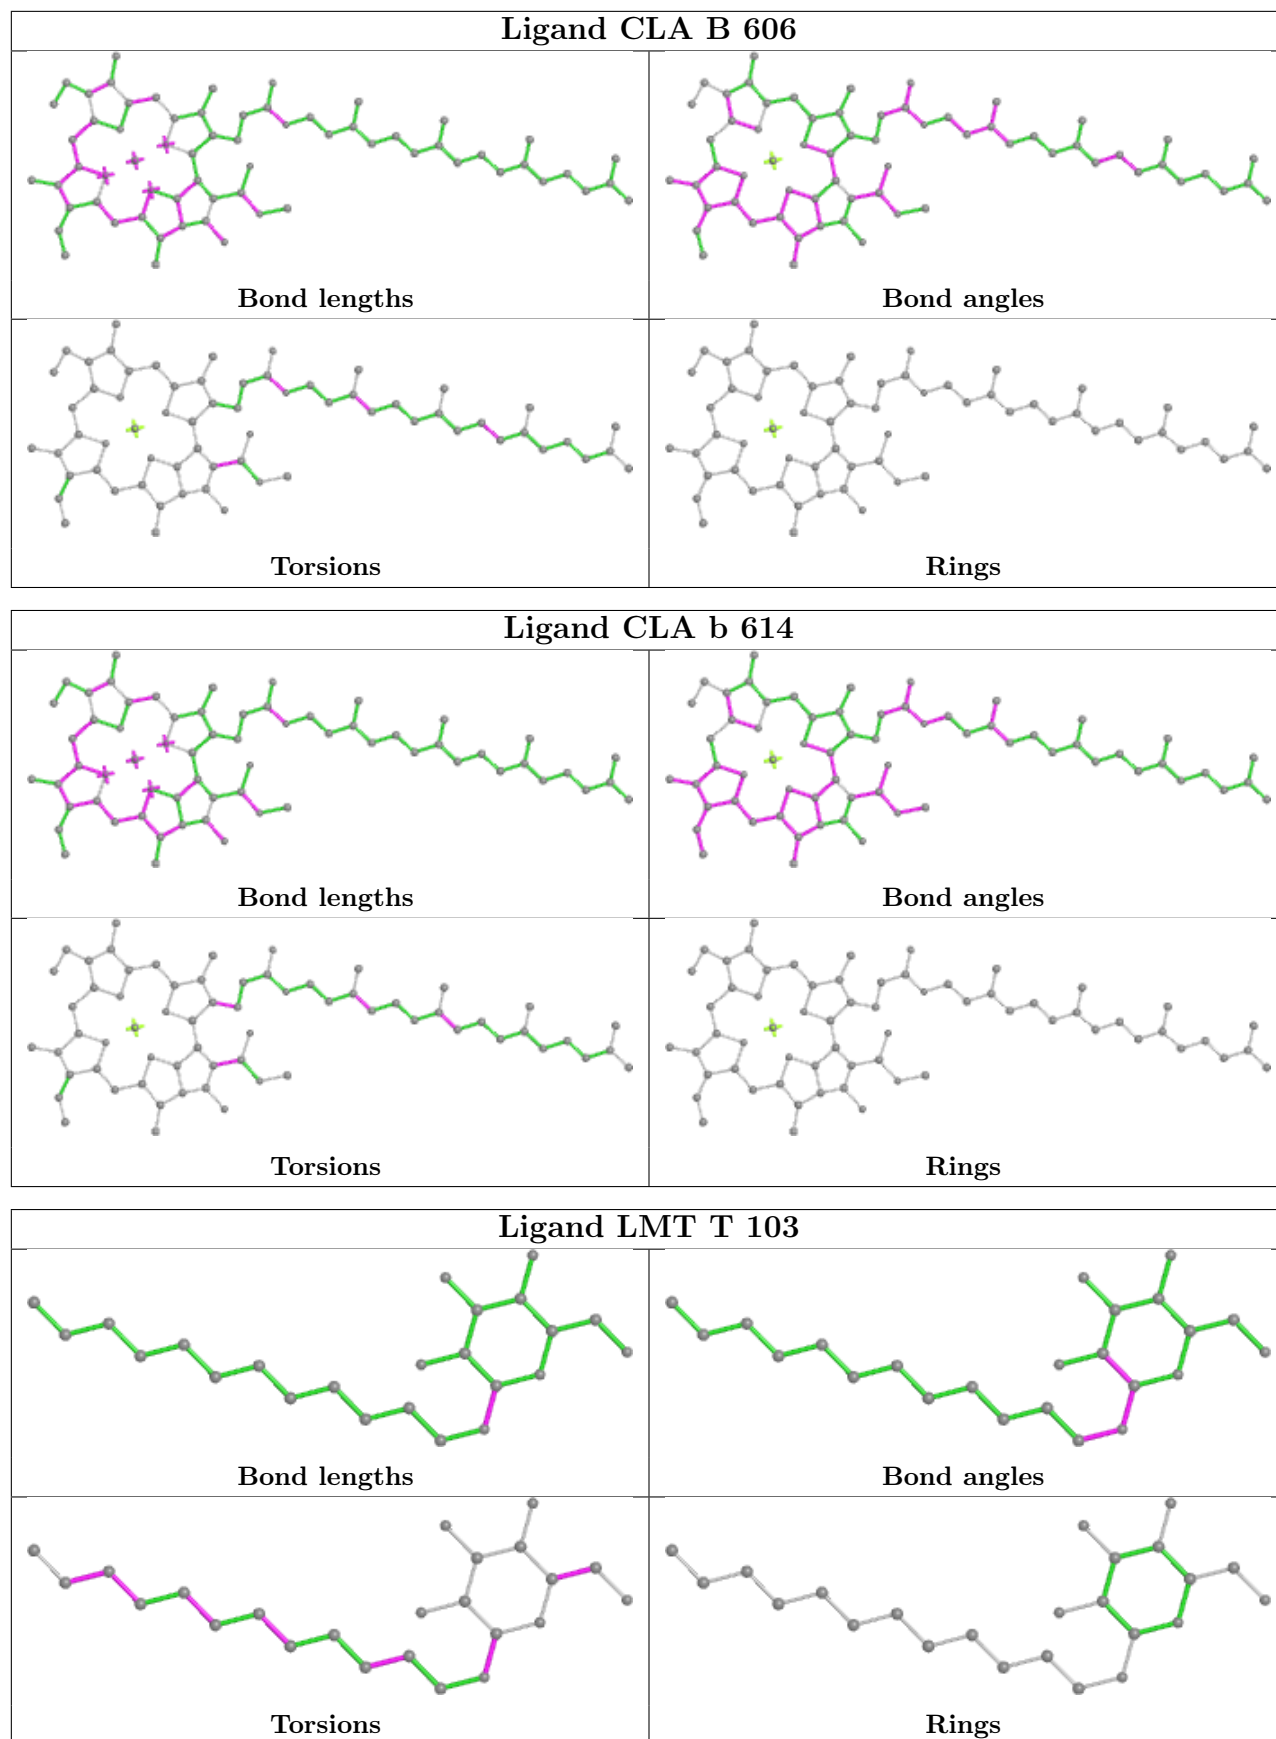 Ligand CLA B 606
Bond lengths
Bond angles
Torsions
Rings
Ligand CLA b 614
Bond lengths
Bond angles
Torsions
Rings
Ligand LMT T 103
Bond lengths
Bond angles
Torsions
Rings